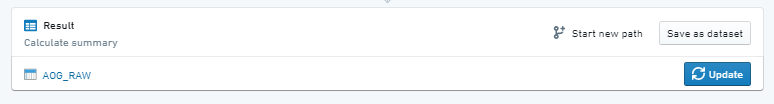 Result
Calculate summary
Start new path
Save as dataset
AOG_RAW
Update